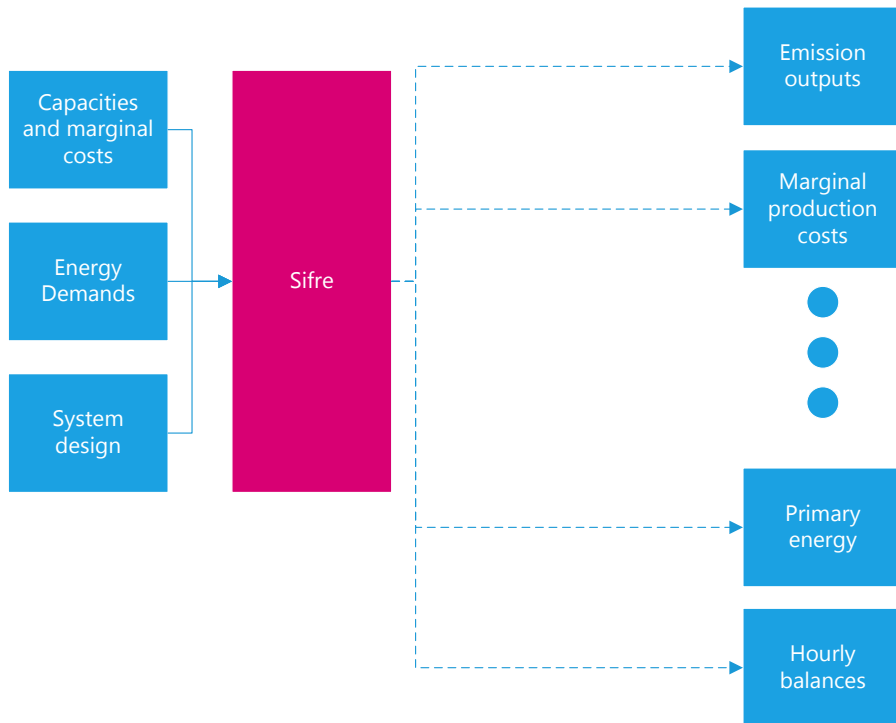 Capacities
and marginal
costs
Energy
Demands
System
design
Sifre
Emission
outputs
Marginal
production
costs
Primary
energy
Hourly
balances